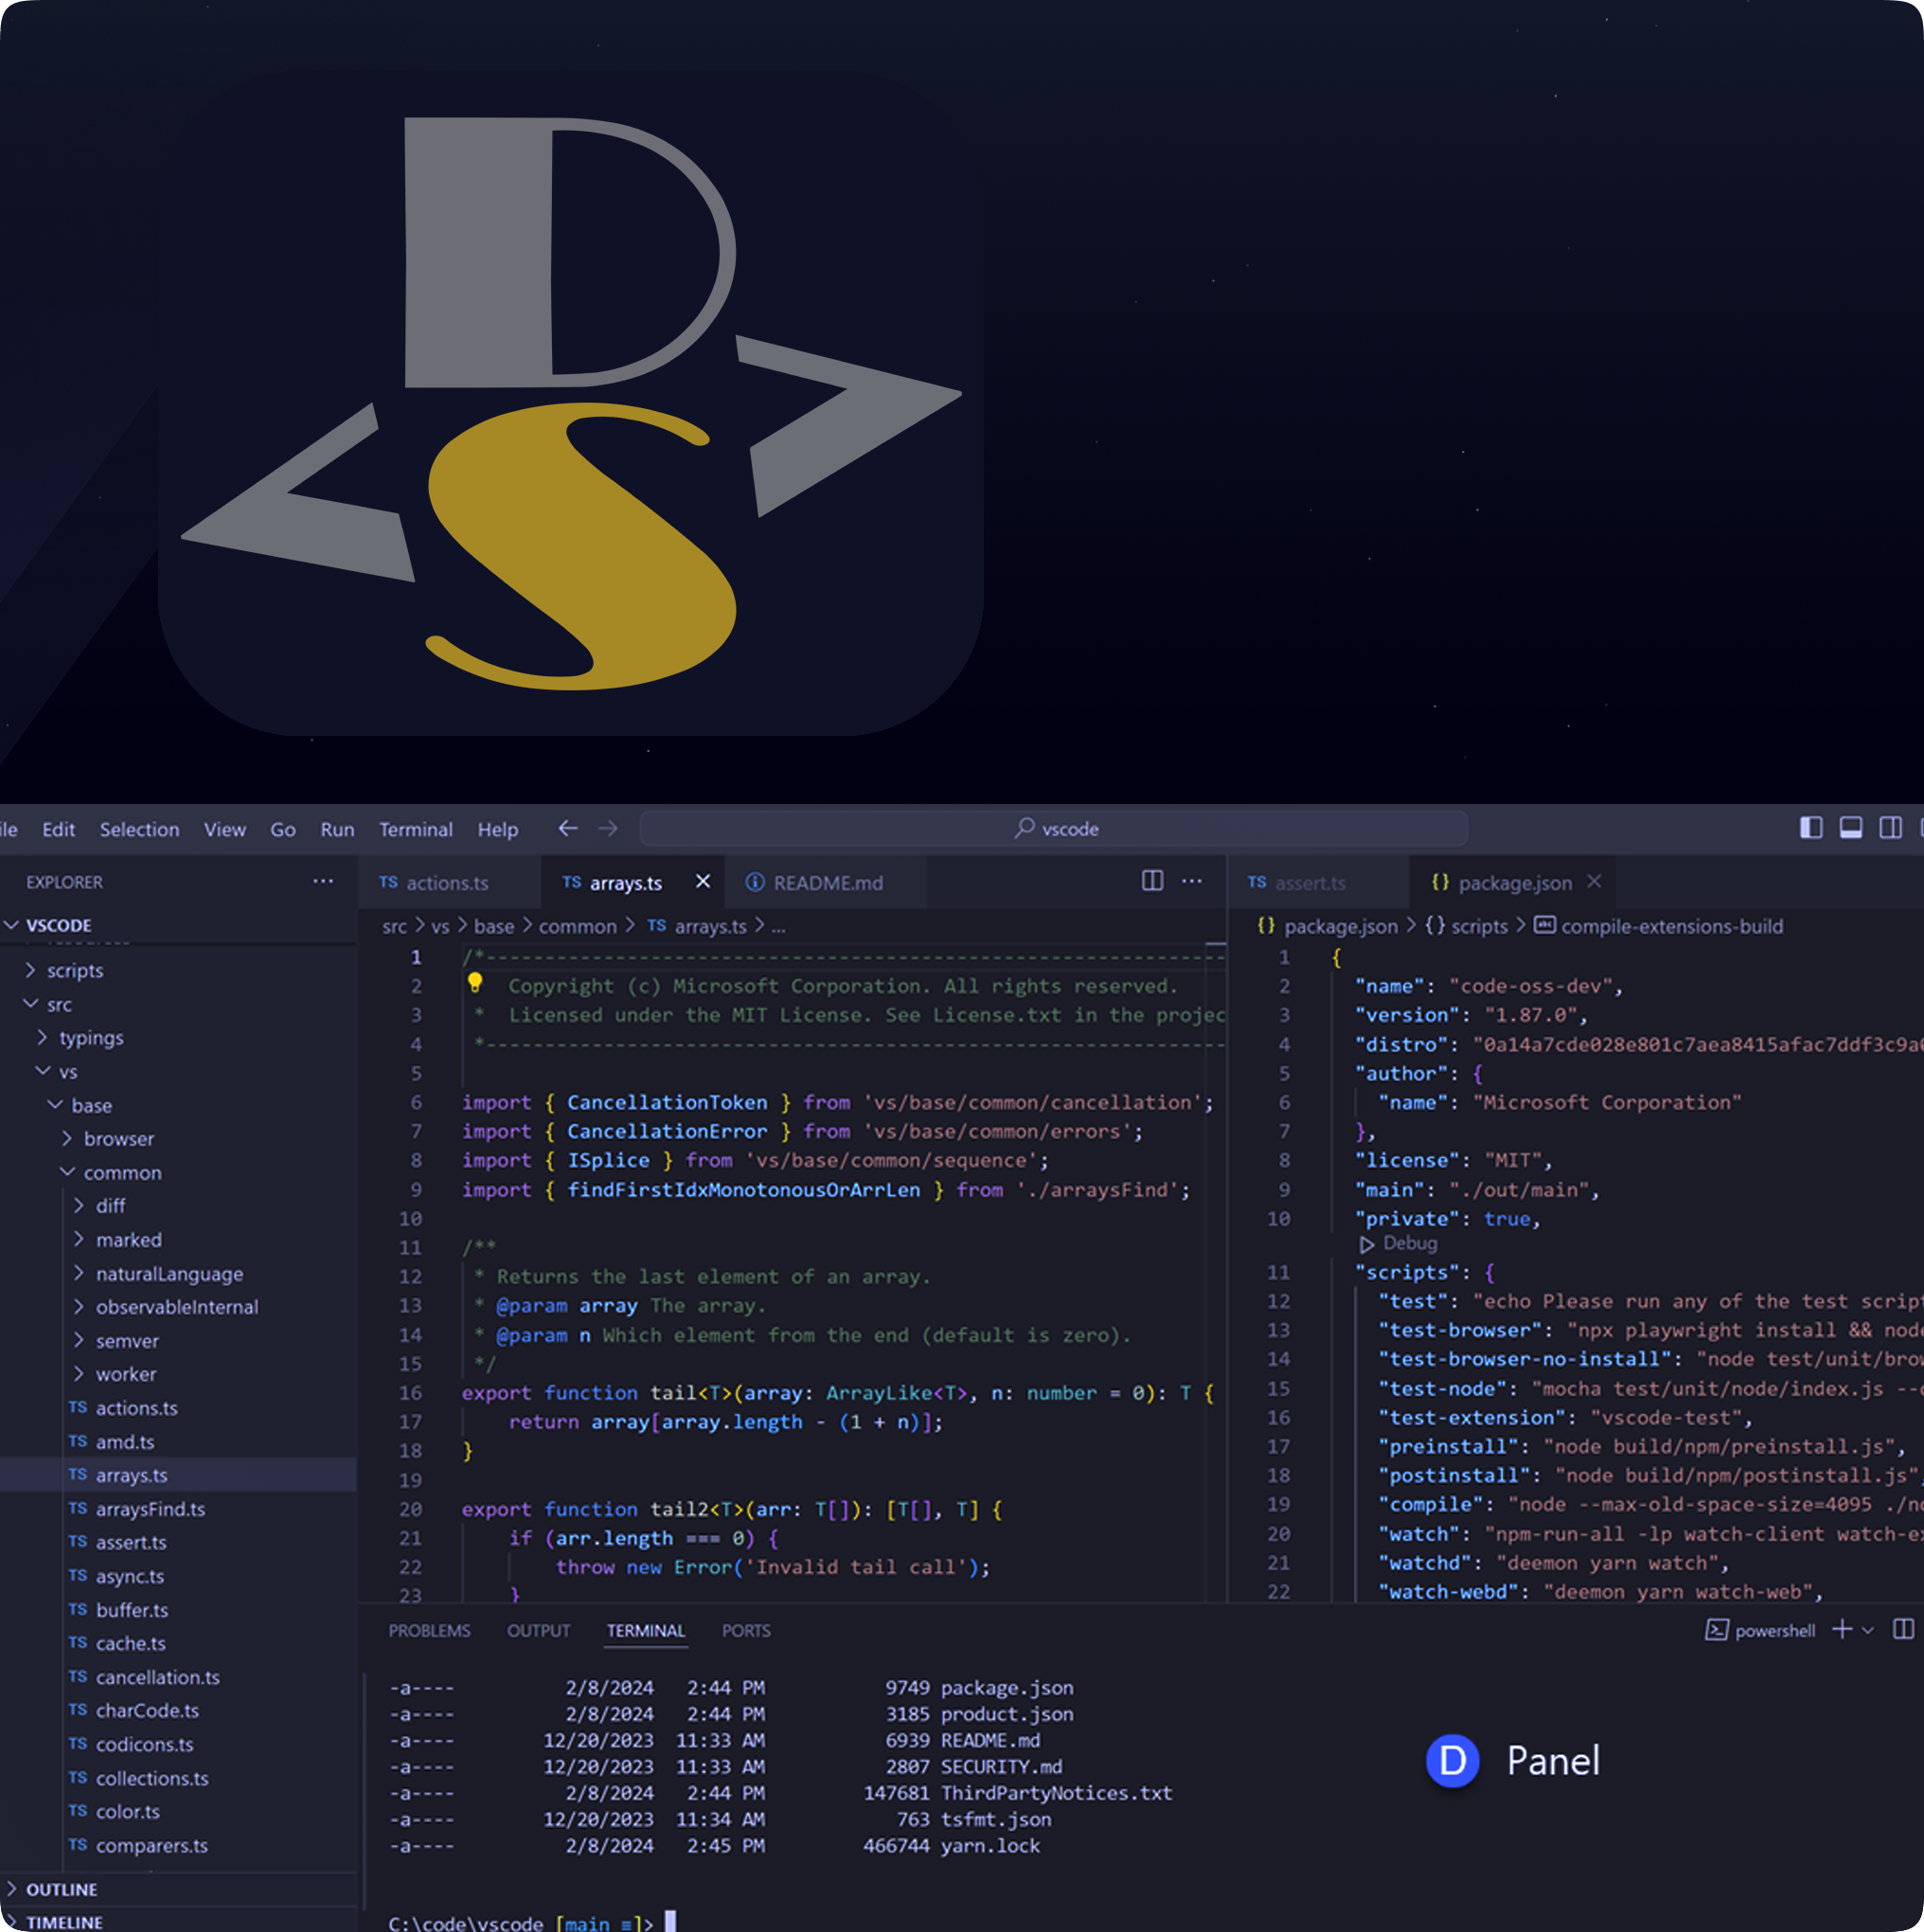 D
< S >
ile Edit Selection View Go Run Terminal Help vscode
EXPLORER
VSCODE
scripts
src
typings
vs
base
browser
common
diff
marked
naturalLanguage
observableInternal
semver
worker
TS actions.ts
TS amd.ts
TS arrays.ts
TS arraysFind.ts
TS assert.ts
TS async.ts
TS buffer.ts
TS cache.ts
TS cancellation.ts
TS charCode.ts
TS codicons.ts
TS collections.ts
TS color.ts
TS comparers.ts
OUTLINE
TIMELINE
TS actions.ts TS arrays.ts README.md
src > vs > base > common > TS arrays.ts > ...
1 /*---------------------------------------------------------------
2 Copyright (c) Microsoft Corporation. All rights reserved.
3 * Licensed under the MIT License. See License.txt in the projec
4 *---------------------------------------------------------------
5
6 import { CancellationToken } from 'vs/base/common/cancellation';
7 import { CancellationError } from 'vs/base/common/errors';
8 import { ISplice } from 'vs/base/common/sequence';
9 import { findFirstIdxMonotonousOrArrLen } from './arraysFind';
10
11 /**
12 * Returns the last element of an array.
13 * @param array The array.
14 * @param n Which element from the end (default is zero).
15 */
16 export function tail<T>(array: ArrayLike<T>, n: number = 0): T {
17 return array[array.length - (1 + n)];
18 }
19
20 export function tail2<T>(arr: T[]): [T[], T] {
21 if (arr.length === 0) {
22 throw new Error('Invalid tail call');
23 }
TS assert.ts {} package.json
{} package.json > {} scripts > abc compile-extensions-build
1 {
2 "name": "code-oss-dev",
3 "version": "1.87.0",
4 "distro": "0a14a7cde028e801c7aea8415afac7ddf3c9a
5 "author": {
6 "name": "Microsoft Corporation"
7 },
8 "license": "MIT",
9 "main": "./out/main",
10 "private": true,
Debug
11 "scripts": {
12 "test": "echo Please run any of the test script
13 "test-browser": "npx playwright install && node
14 "test-browser-no-install": "node test/unit/brow
15 "test-node": "mocha test/unit/node/index.js --
16 "test-extension": "vscode-test",
17 "preinstall": "node build/npm/preinstall.js",
18 "postinstall": "node build/npm/postinstall.js",
19 "compile": "node --max-old-space-size=4095 ./no
20 "watch": "npm-run-all -lp watch-client watch-ex
21 "watchd": "deemon yarn watch",
22 "watch-webd": "deemon yarn watch-web",
PROBLEMS OUTPUT TERMINAL PORTS powershell
-a---- 2/8/2024 2:44 PM 9749 package.json
-a---- 2/8/2024 2:44 PM 3185 product.json
-a---- 12/20/2023 11:33 AM 6939 README.md
-a---- 12/20/2023 11:33 AM 2807 SECURITY.md
-a---- 2/8/2024 2:44 PM 147681 ThirdPartyNotices.txt
-a---- 12/20/2023 11:34 AM 763 tsfmt.json
-a---- 2/8/2024 2:45 PM 466744 yarn.lock
C:\code\vscode [main ≡]>
D Panel